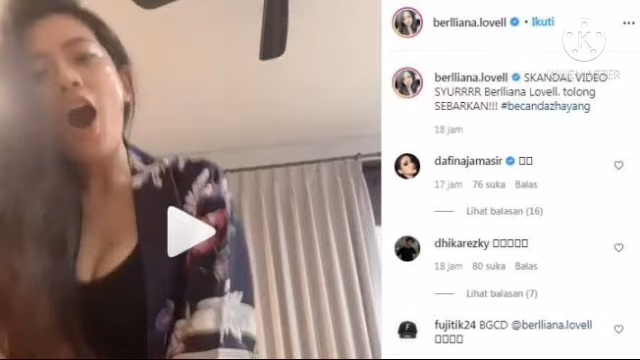 berlliana.lovell • Ikuti
KINEMASTER
berlliana.lovell SKANDAL VIDEO
SYURRRR Berlliana Lovell. tolong
SEBARKAN!!! #becandazhayang
18 jam
dafinajamasir
17 jam 76 suka Balas
Lihat balasan (16)
dhikarezky
18 jam 80 suka Balas
Lihat balasan (7)
fujitik24 BGCD @berlliana.lovell